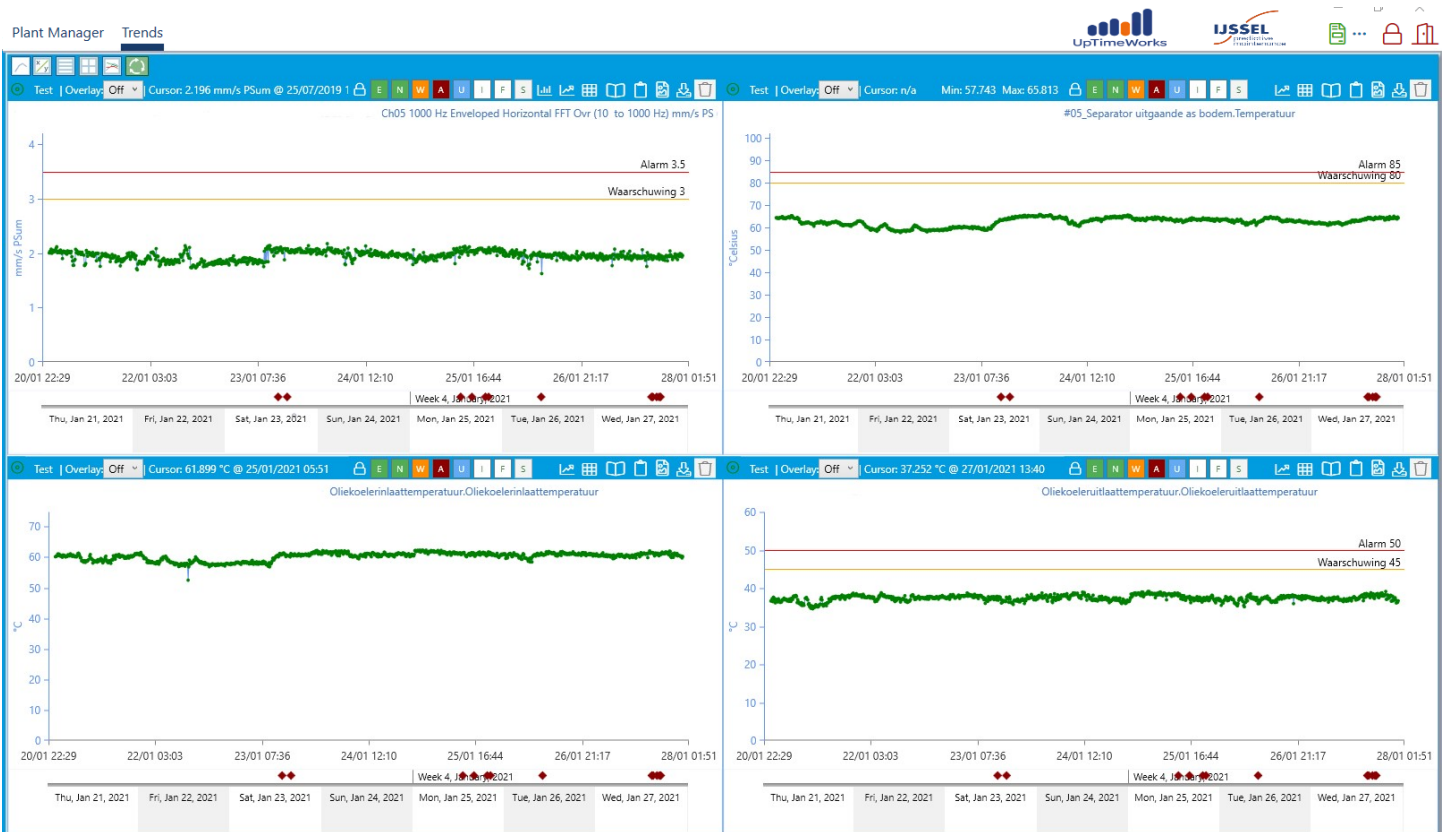 Plant Manager Trends
UpTimeWorks
IJSSEL
predictive
maintenance
Test | Overlay: Off | Cursor: 2.196 mm/s PSum @ 25/07/2019 1 E N W A U I F S
Ch05 1000 Hz Enveloped Horizontal FFT Ovr (10 to 1000 Hz) mm/s PS
4
Alarm 3.5
Waarschuwing 3
3
mm/s PSum
2
1
0
20/01 22:29 22/01 03:03 23/01 07:36 24/01 12:10 25/01 16:44 26/01 21:17 28/01 01:51
Week 4, January, 2021
Thu, Jan 21, 2021 Fri, Jan 22, 2021 Sat, Jan 23, 2021 Sun, Jan 24, 2021 Mon, Jan 25, 2021 Tue, Jan 26, 2021 Wed, Jan 27, 2021
Test | Overlay: Off | Cursor: n/a Min: 57.743 Max: 65.813 E N W A U I F S
#05_Separator uitgaande as bodem.Temperatuur
100
90
Alarm 85
Waarschuwing 80
80
70
60
°Celsius
50
40
30
20
10
0
20/01 22:29 22/01 03:03 23/01 07:36 24/01 12:10 25/01 16:44 26/01 21:17 28/01 01:51
Week 4, January, 2021
Thu, Jan 21, 2021 Fri, Jan 22, 2021 Sat, Jan 23, 2021 Sun, Jan 24, 2021 Mon, Jan 25, 2021 Tue, Jan 26, 2021 Wed, Jan 27, 2021
Test | Overlay: Off | Cursor: 61.899 °C @ 25/01/2021 05:51 E N W A U I F S
Oliekoelerinlaattemperatuur.Oliekoelerinlaattemperatuur
70
60
50
40
°C
30
20
10
0
20/01 22:29 22/01 03:03 23/01 07:36 24/01 12:10 25/01 16:44 26/01 21:17 28/01 01:51
Week 4, January, 2021
Thu, Jan 21, 2021 Fri, Jan 22, 2021 Sat, Jan 23, 2021 Sun, Jan 24, 2021 Mon, Jan 25, 2021 Tue, Jan 26, 2021 Wed, Jan 27, 2021
Test | Overlay: Off | Cursor: 37.252 °C @ 27/01/2021 13:40 E N W A U I F S
Oliekoeleruitlaattemperatuur.Oliekoeleruitlaattemperatuur
60
Alarm 50
50
Waarschuwing 45
40
°C
30
20
10
0
20/01 22:29 22/01 03:03 23/01 07:36 24/01 12:10 25/01 16:44 26/01 21:17 28/01 01:51
Week 4, January, 2021
Thu, Jan 21, 2021 Fri, Jan 22, 2021 Sat, Jan 23, 2021 Sun, Jan 24, 2021 Mon, Jan 25, 2021 Tue, Jan 26, 2021 Wed, Jan 27, 2021